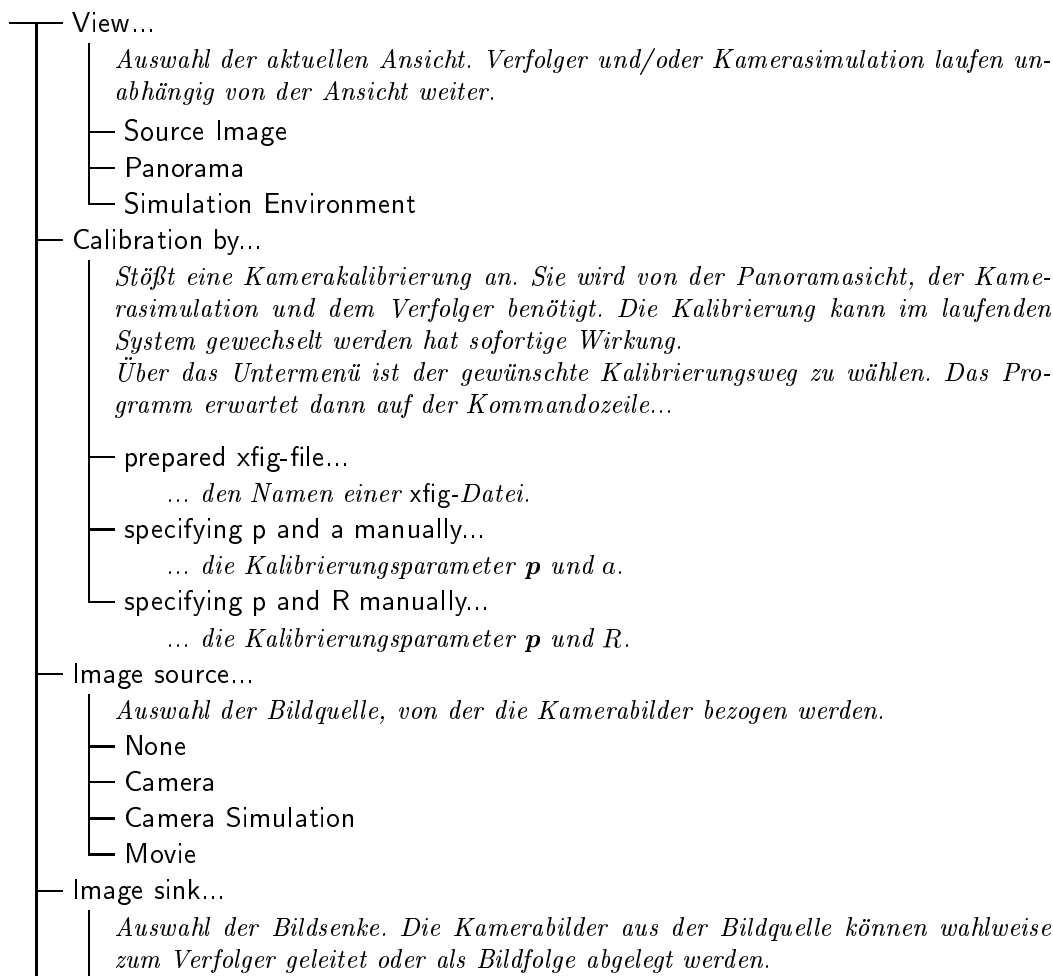 View...
Auswahl der aktuellen Ansicht. Verfolger und/oder Kamerasimulation laufen un-
abhängig von der Ansicht weiter.
Source Image
Panorama
Simulation Environment
Calibration by...
Stößt eine Kamerakalibrierung an. Sie wird von der Panoramasicht, der Kame-
rasimulation und dem Verfolger benötigt. Die Kalibrierung kann im laufenden
System gewechselt werden hat sofortige Wirkung.
Über das Untermenü ist der gewünschte Kalibrierungsweg zu wählen. Das Pro-
gramm erwartet dann auf der Kommandozeile...
prepared xfig-file...
... den Namen einer xfig-Datei.
specifying p and a manually...
... die Kalibrierungsparameter p und a.
specifying p and R manually...
... die Kalibrierungsparameter p und R.
Image source...
Auswahl der Bildquelle, von der die Kamerabilder bezogen werden.
None
Camera
Camera Simulation
Movie
Image sink...
Auswahl der Bildsenke. Die Kamerabilder aus der Bildquelle können wahlweise
zum Verfolger geleitet oder als Bildfolge abgelegt werden.